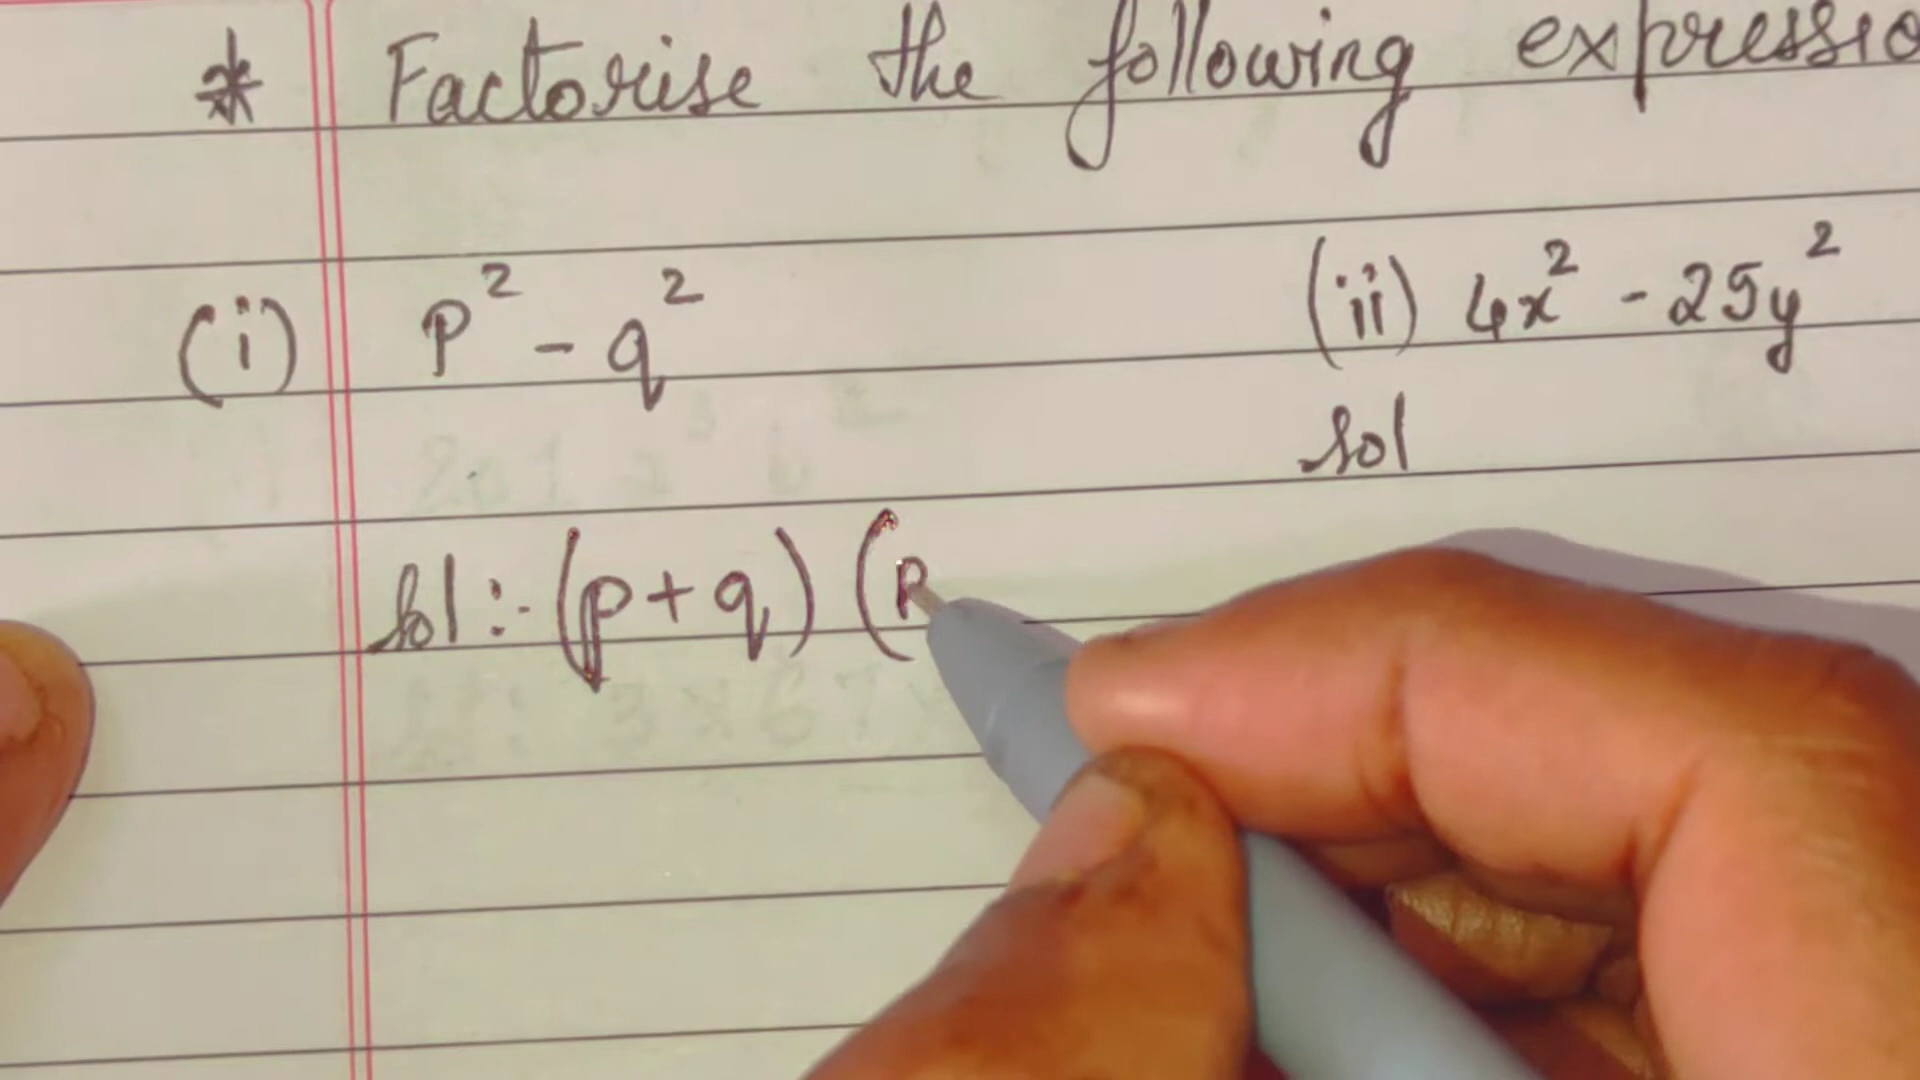 * Factorise the following expressio
(i) P² - q² (ii) 4x² - 25y²
sol
sol :- (p+q) (p